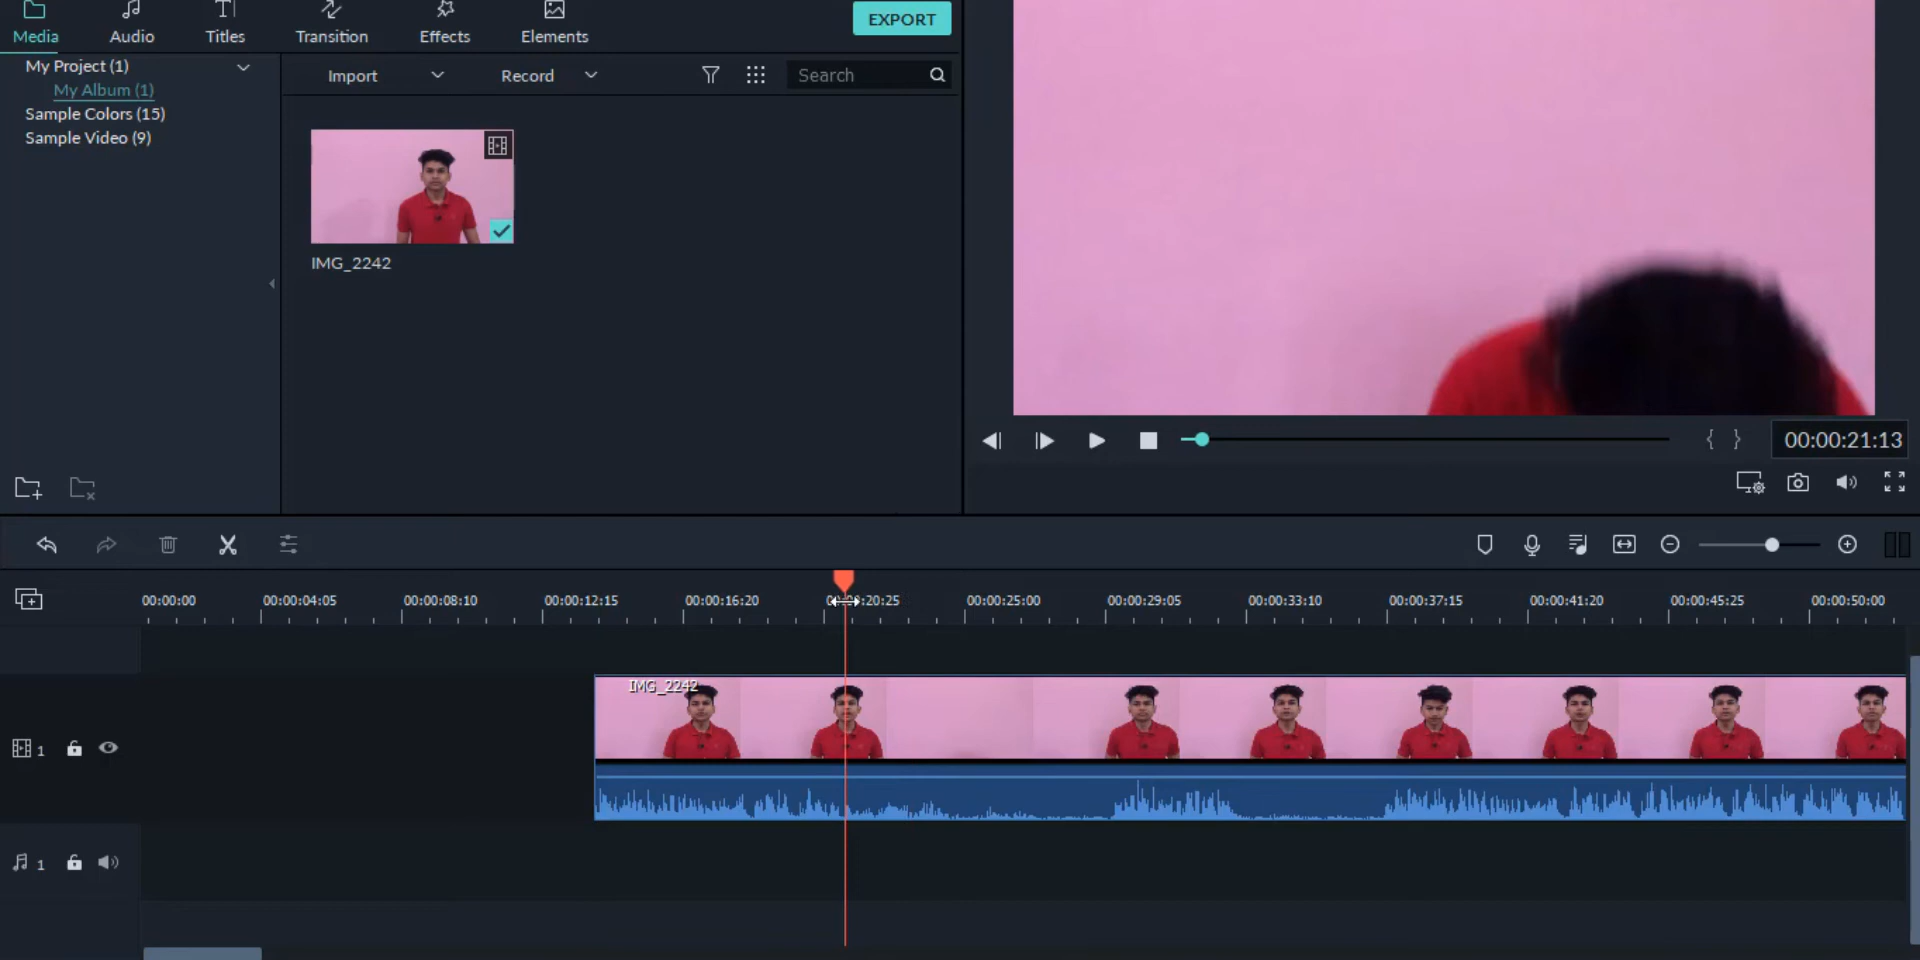 Media
Audio
Titles
Transition
Effects
Elements
EXPORT
My Project (1)
My Album (1)
Sample Colors (15)
Sample Video (9)
Import
Record
Search
IMG_2242
{ }
00:00:21:13
00:00:00
00:00:04:05
00:00:08:10
00:00:12:15
00:00:16:20
00:00:20:25
00:00:25:00
00:00:29:05
00:00:33:10
00:00:37:15
00:00:41:20
00:00:45:25
00:00:50:00
IMG_2242
1
1